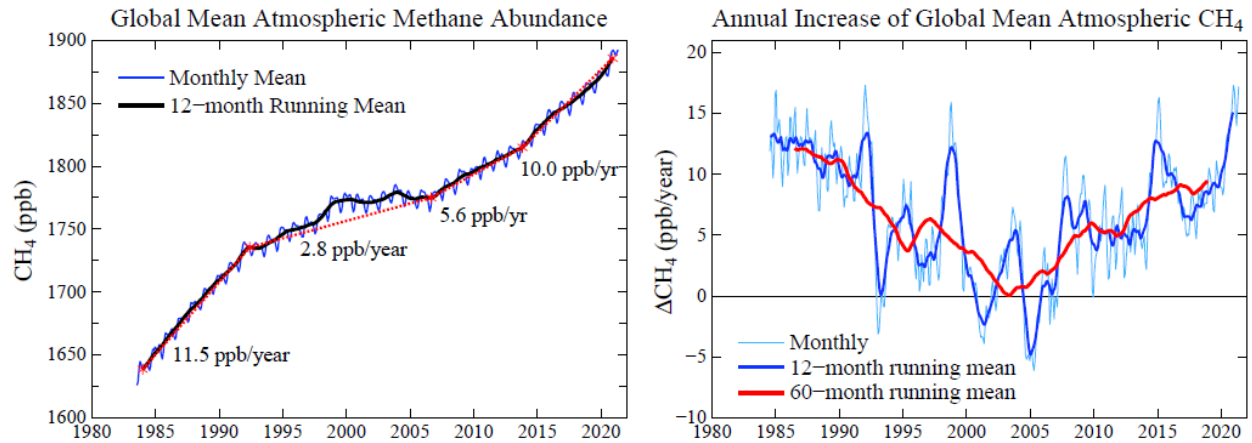 Global Mean Atmospheric Methane Abundance
1900
1850
1800
1750
1700
1650
1600
CH₄ (ppb)
Monthly Mean
12−month Running Mean
10.0 ppb/yr
5.6 ppb/yr
2.8 ppb/year
11.5 ppb/year
1980 1985 1990 1995 2000 2005 2010 2015 2020
Annual Increase of Global Mean Atmospheric CH₄
20
15
10
5
0
−5
−10
ΔCH₄ (ppb/year)
Monthly
12−month running mean
60−month running mean
1980 1985 1990 1995 2000 2005 2010 2015 2020